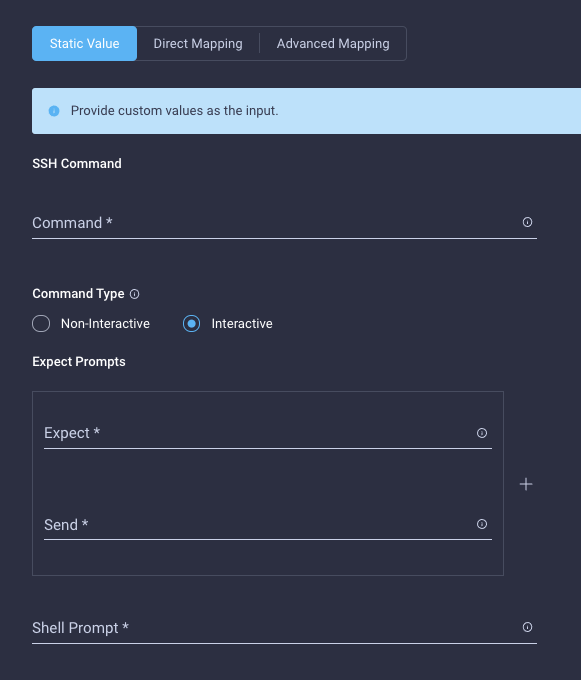 Static Value Direct Mapping Advanced Mapping
Provide custom values as the input.
SSH Command
Command *
Command Type
Non-Interactive Interactive
Expect Prompts
Expect *
Send *
Shell Prompt *